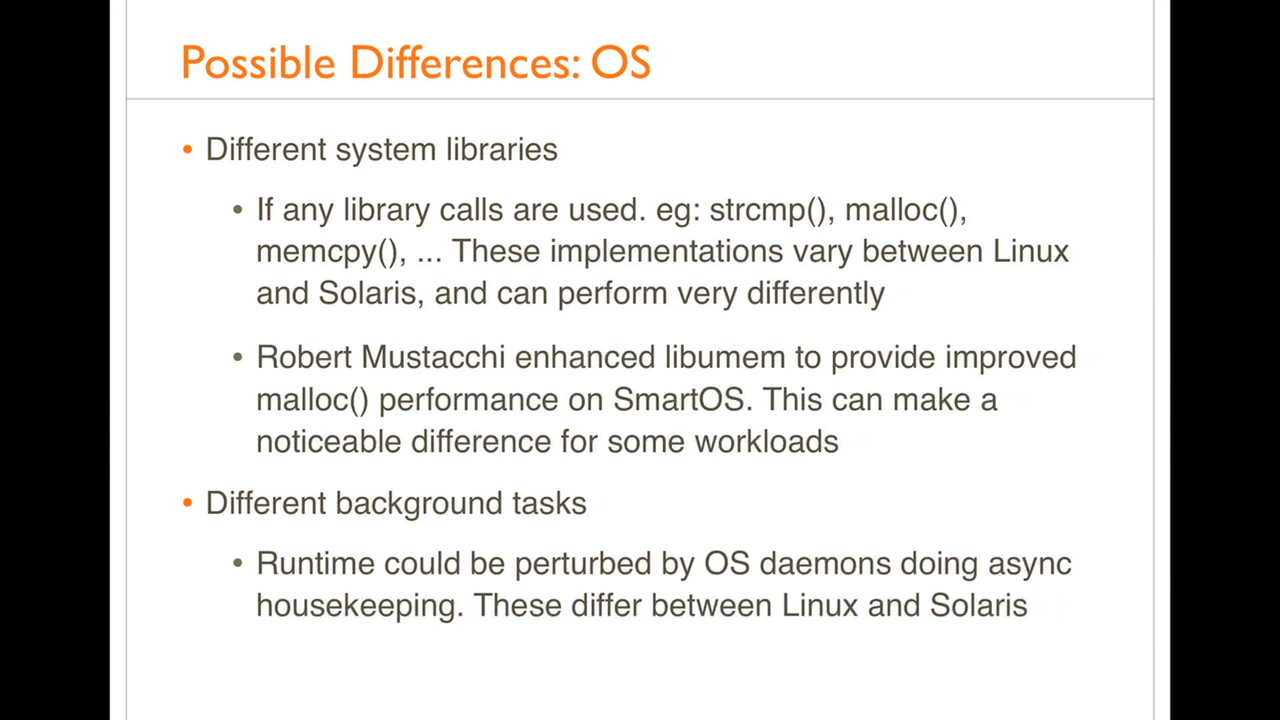 Possible Differences: OS
• Different system libraries
• If any library calls are used. eg: strcmp(), malloc(),
memcpy(), ... These implementations vary between Linux
and Solaris, and can perform very differently
• Robert Mustacchi enhanced libumem to provide improved
malloc() performance on SmartOS. This can make a
noticeable difference for some workloads
• Different background tasks
• Runtime could be perturbed by OS daemons doing async
housekeeping. These differ between Linux and Solaris